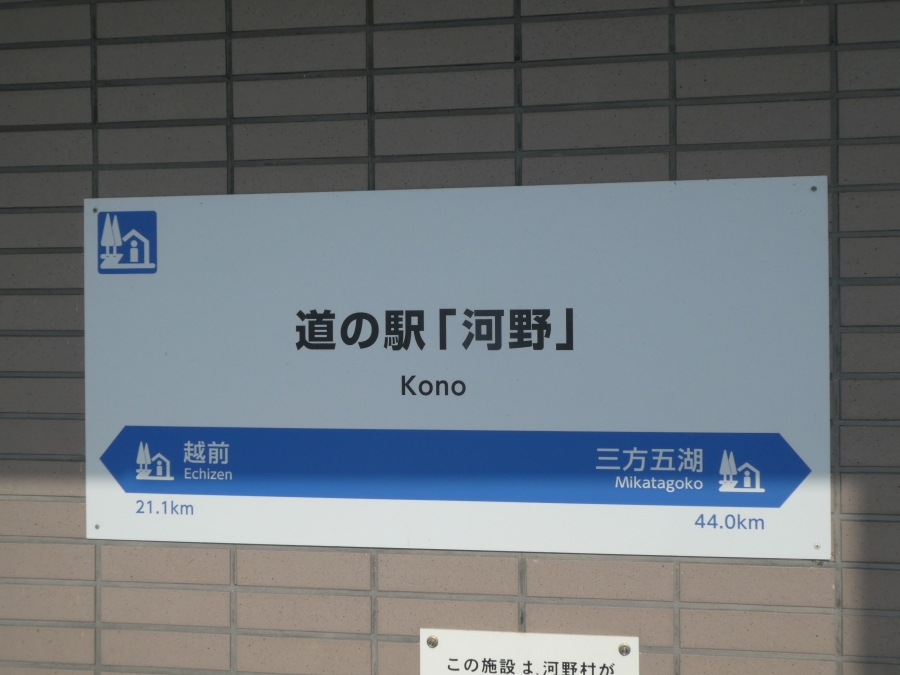 道の駅「河野」
Kono
越前
Echizen
21.1km
三方五湖
Mikatagoko
44.0km
この施設は、河野村が